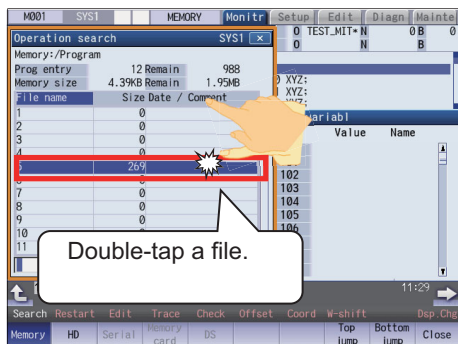 M001 SYS1 MEMORY Monitr Setup Edit Diagn Mainte
Operation search SYS1 ×
O TEST_MIT* N 0 B 0
O N B
Memory:/Program
Prog entry 12 Remain 988
Memory size 4.39KB Remain 1.95MB
XYZ;
XYZ;
File name Size Date / Comment
1 0
2 0
3 0
4 0
5 269
7 0
8 0
9 0
10 0
11
Value Name
102
103
104
105
106
Double-tap a file.
11:29
Search Restart Edit Trace Check Offset Coord W-shift Dsp.Chg
Memory HD Serial Memory card DS Top jump Bottom jump Close